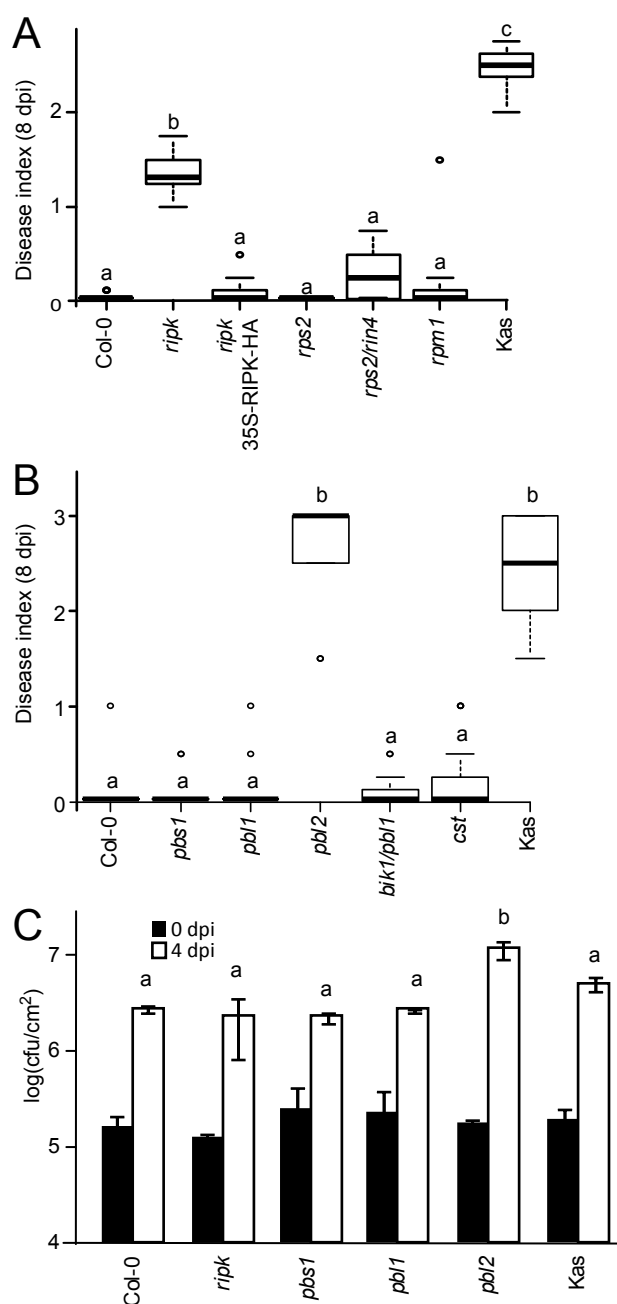 A
Disease index (8 dpi)
2
1
0
a
b
a
a
a
a
c
Col-0
ripk
ripk
35S-RIPK-HA
rps2
rps2/rin4
rpm1
Kas
B
Disease index (8 dpi)
3
2
1
0
a
a
a
b
a
a
b
Col-0
pbs1
pbl1
pbl2
bik1/pbl1
cst
Kas
C
0 dpi
4 dpi
log(cfu/cm²)
7
6
5
4
a
a
a
a
b
a
Col-0
ripk
pbs1
pbl1
pbl2
Kas